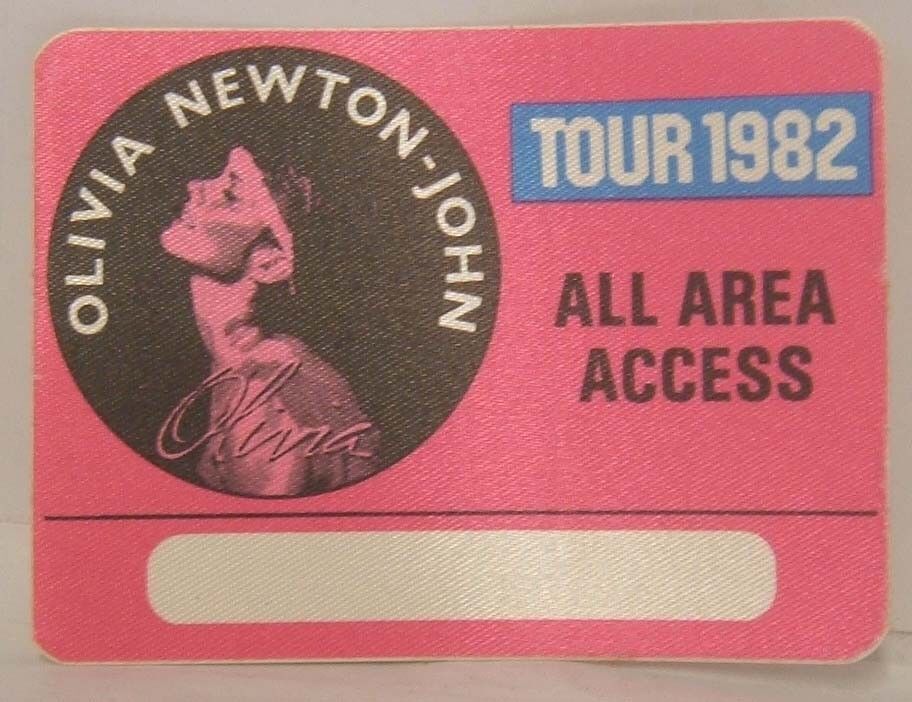 OLIVIA NEWTON-JOHN
Olivia
TOUR 1982
ALL AREA
ACCESS